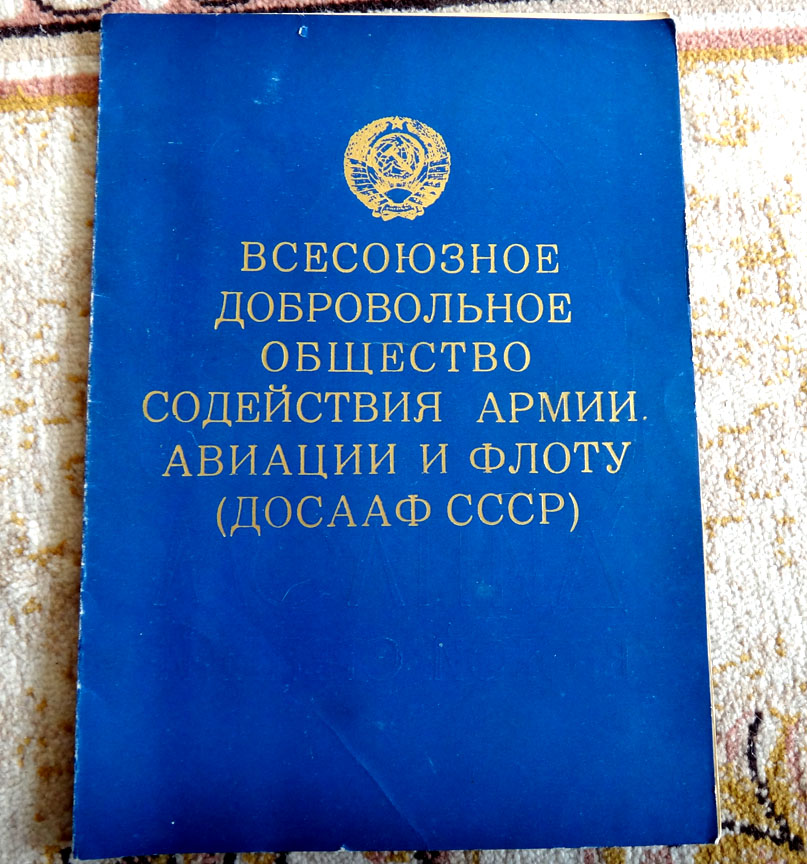 ВСЕСОЮЗНОЕ
ДОБРОВОЛЬНОЕ
ОБЩЕСТВО
СОДЕЙСТВИЯ АРМИИ.
АВИАЦИИ И ФЛОТУ
(ДОСААФ СССР)